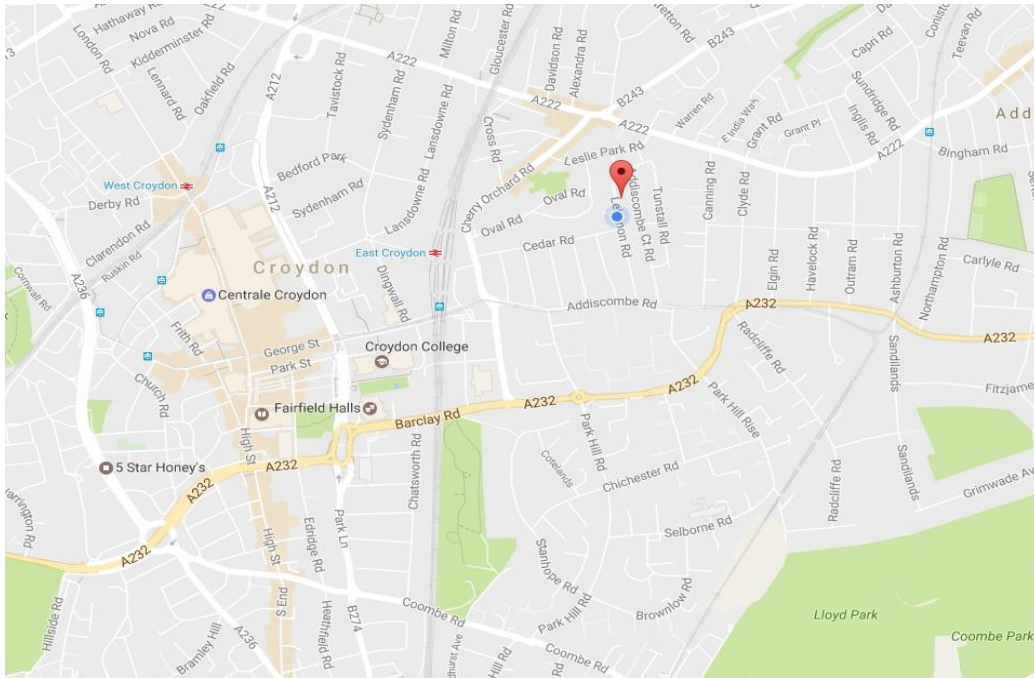 Hathaway Rd
Nova Rd
Kidderminster Rd
London Rd
Lennard Rd
Oakfield Rd
A212
Tavistock Rd
Sydenham Rd
Milton Rd
A222
Gloucester Rd
Lansdowne Rd
Davidson Rd
Alexandra Rd
B243
Capri Rd
Teevan Rd
Sundridge Rd
Inglis Rd
Warren Rd
E India Way
Grant Rd
Grant Pl
A222
B243
A222
A222
Bingham Rd
Cross Rd
Leslie Park Rd
Cherry Orchard Rd
Oval Rd
Oval Rd
Cedar Rd
Addiscombe Ct Rd
Tunstall Rd
Canning Rd
Clyde Rd
Bedford Park
Sydenham Rd
Lansdowne Rd
A212
West Croydon
Derby Rd
Clarendon Rd
Ruskin Rd
Cornwall Rd
A236
East Croydon
Croydon
Dingwall Rd
Centrale Croydon
Frith Rd
Elgin Rd
Havelock Rd
Outram Rd
Ashburton Rd
Northampton Rd
Carlyle Rd
Addiscombe Rd
A232
A232
George St
Park St
Croydon College
Church Rd
Radcliffe Rd
Sandilands
A232
A232
Park Hill Rise
Fairfield Halls
Barclay Rd
Park Hill Rd
High St
Chatsworth Rd
A232
5 Star Honey's
A232
Cotelands
Chichester Rd
Radcliffe Rd
Sandilands
Grimwade Av
Selborne Rd
A232
High St
Edridge Rd
Park Ln
Stanhope Rd
Brownlow Rd
Park Hill Rd
Lloyd Park
Coombe Park
Hillside Rd
Bramley Hill
A236
S End
Heathfield Rd
B274
Coombe Rd
Coombe Rd